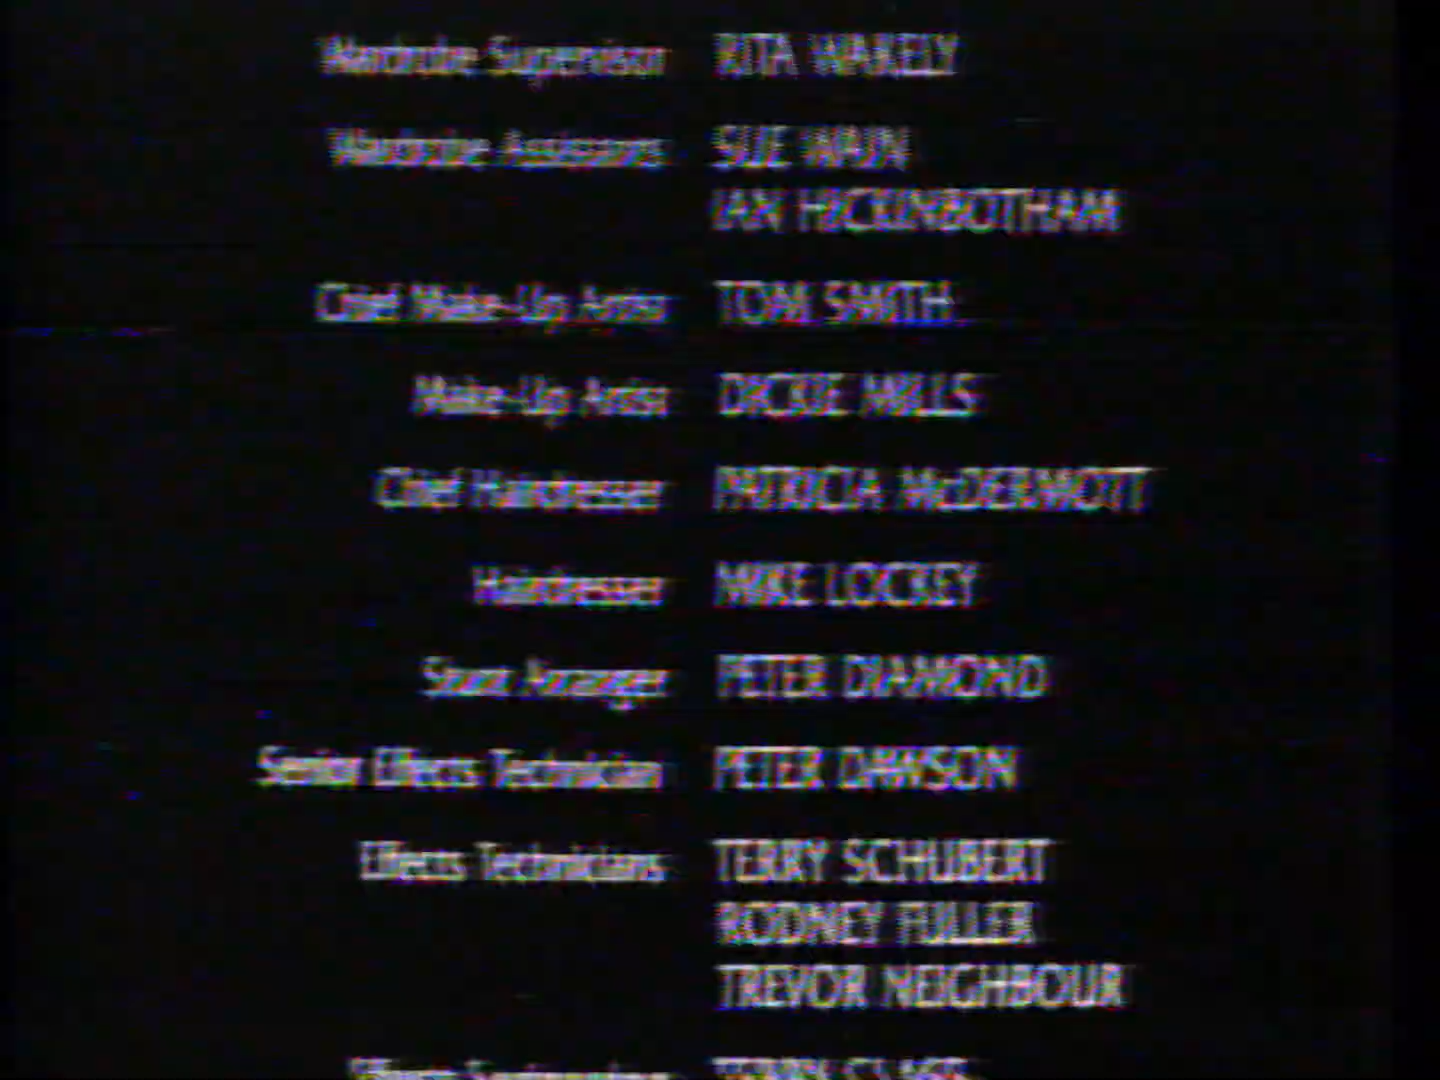 Wardrobe Supervisor RITA WAKELY
Wardrobe Assistants SUE WAIN
IAN HICKINBOTHAM
Chief Make-Up Artist TOM SMITH
Make-Up Artist DICKIE MILLS
Chief Hairdresser PATRICIA McDERMOTT
Hairdresser MIKE LOCKEY
Stunt Arranger PETER DIAMOND
Senior Effects Technician PETER DAWSON
Effects Technicians TERRY SCHUBERT
RODNEY FULLER
TREVOR NEIGHBOUR